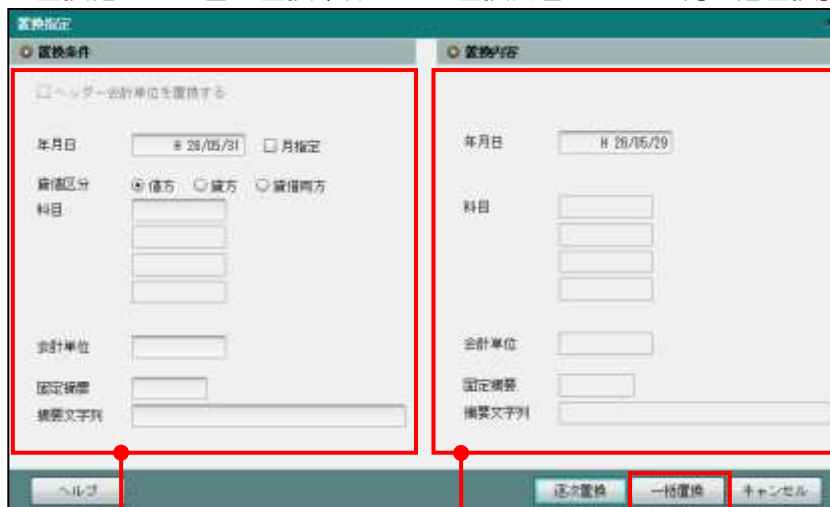 置換指定
置換条件
置換内容
□ヘッダー会計単位を置換する
年月日 H 26/05/31 □月指定
年月日 H 26/05/29
貸借区分 借方 貸方 貸借両方
科目
科目
会計単位
会計単位
固定摘要
固定摘要
摘要文字列
摘要文字列
ヘルプ 逐次置換 一括置換 キャンセル